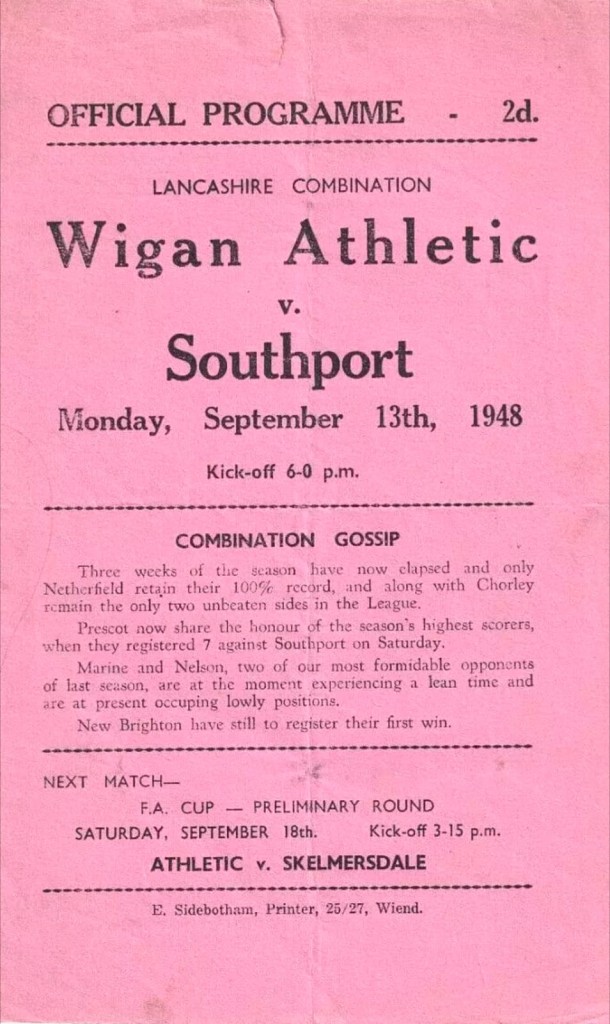 OFFICIAL PROGRAMME - 2d.
LANCASHIRE COMBINATION
Wigan Athletic
v.
Southport
Monday, September 13th, 1948
Kick-off 6-0 p.m.
COMBINATION GOSSIP
Three weeks of the season have now elapsed and only
Netherfield retain their 100% record, and along with Chorley
remain the only two unbeaten sides in the League.
Prescot now share the honour of the season's highest scorers,
when they registered 7 against Southport on Saturday.
Marine and Nelson, two of our most formidable opponents
of last season, are at the moment experiencing a lean time and
are at present occuping lowly positions.
New Brighton have still to register their first win.
NEXT MATCH—
F.A. CUP — PRELIMINARY ROUND
SATURDAY, SEPTEMBER 18th. Kick-off 3-15 p.m.
ATHLETIC v. SKELMERSDALE
E. Sidebotham, Printer, 25/27, Wiend.